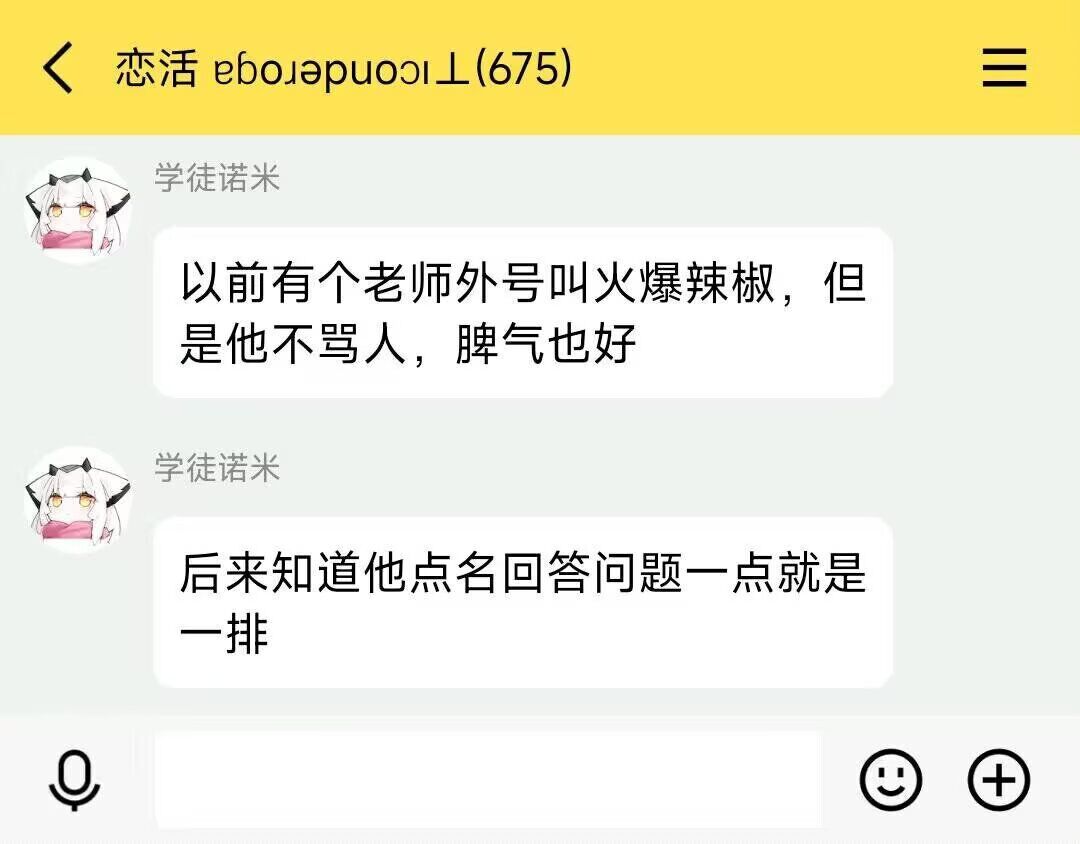 恋活 ɐɓoɹəpuoɔıꓕ(675)
学徒诺米
以前有个老师外号叫火爆辣椒，但
是他不骂人，脾气也好
学徒诺米
后来知道他点名回答问题一点就是
一排